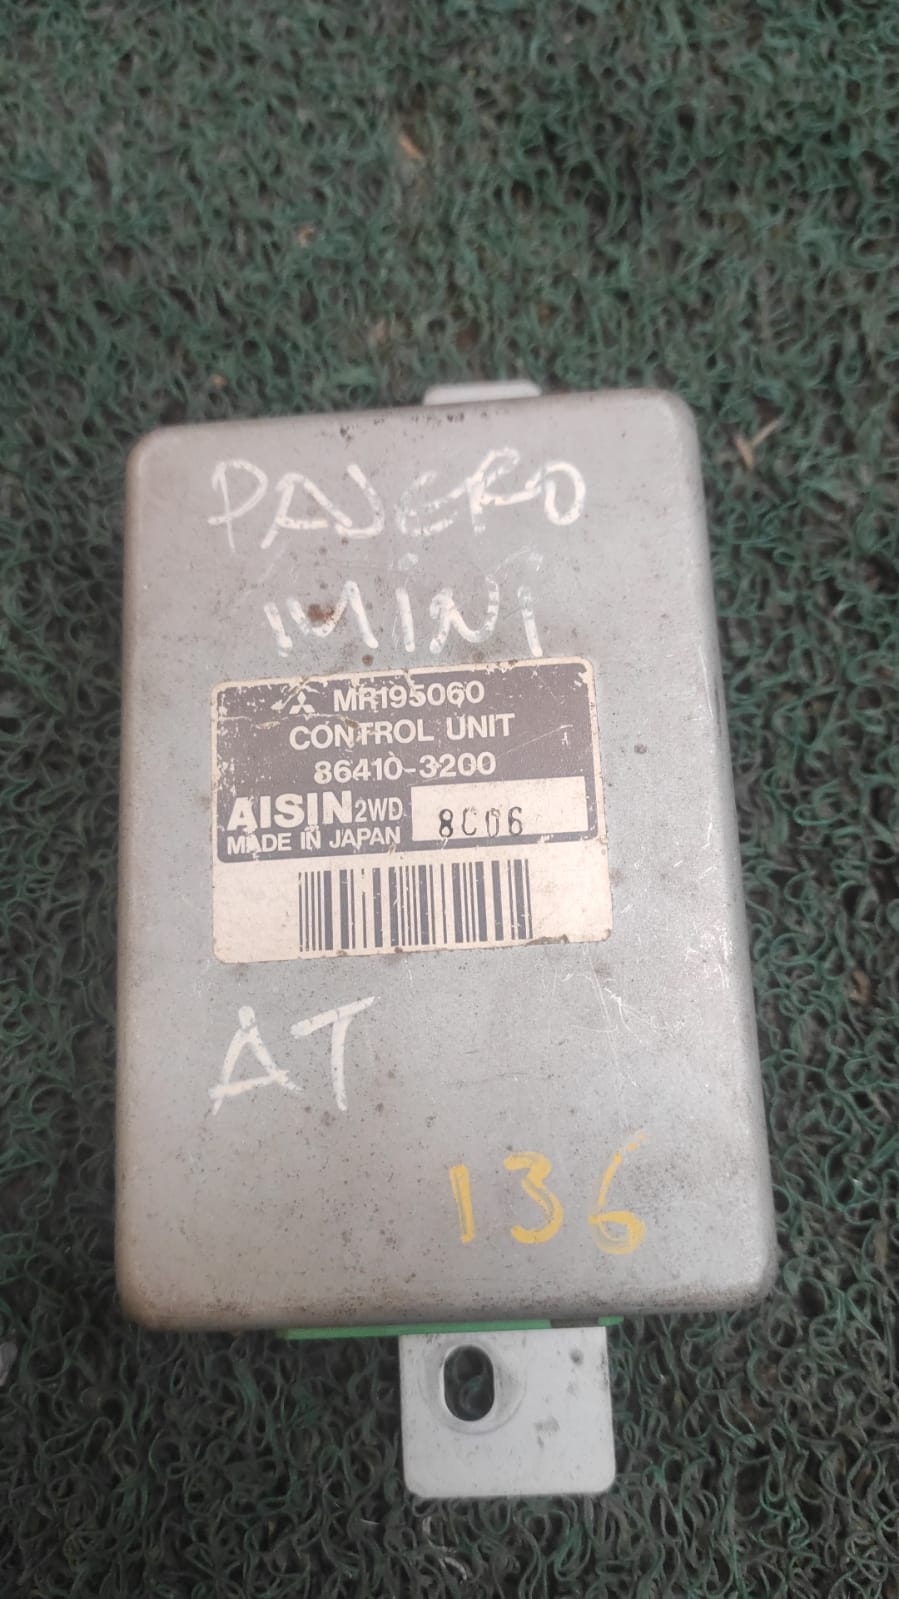 PAJERO
MINI
MR195060
CONTROL UNIT
86410-3200
AISIN 2WD 8C06
MADE IN JAPAN
AT
136